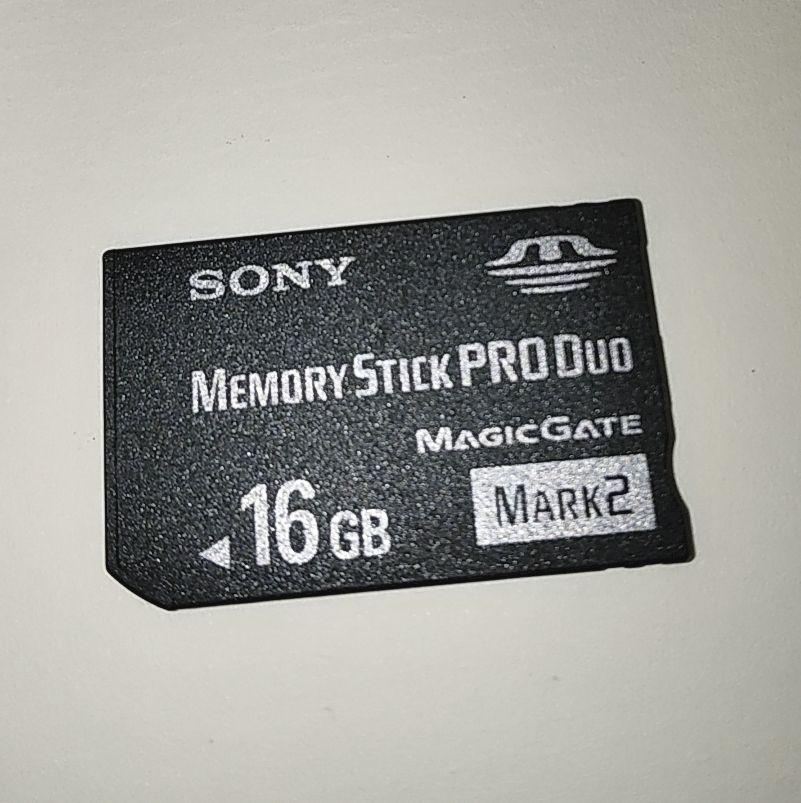 SONY
MEMORY STICK PRO DUO
MAGICGATE
MARK2
◀16GB